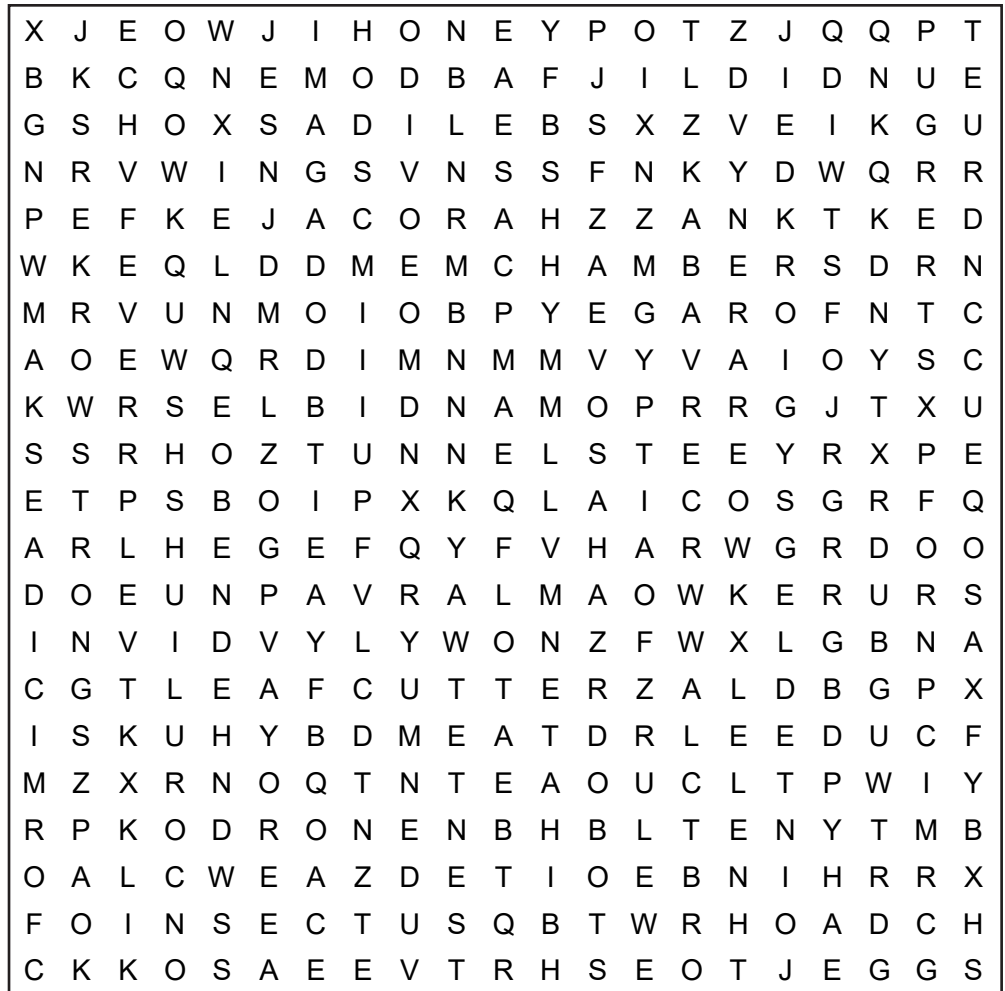 X J E O W J I H O N E Y P O T Z J Q Q P T
B K C Q N E M O D B A F J I L D I D N U E
G S H O X S A D I L E B S X Z V E I K G U
N R V W I N G S V N S S F N K Y D W Q R R
P E F K E J A C O R A H Z Z A N K T K E D
W K E Q L D D M E M C H A M B E R S D R N
M R V U N M O I O B P Y E G A R O F N T C
A O E W Q R D I M N M M V Y V A I O Y S C
K W R S E L B I D N A M O P R R G J T X U
S S R H O Z T U N N E L S T E E Y R X P E
E T P S B O I P X K Q L A I C O S G R F Q
A R L H E G E F Q Y F V H A R W G R D O O
D O E U N P A V R A L M A O W K E R U R S
I N V I D V Y L Y W O N Z F W X L G B N A
C G T L E A F C U T T E R Z A L D B G P X
I S K U H Y B D M E A T D R L E E D U C F
M Z X R N O Q T N T E A O U C L T P W I Y
R P K O D R O N E N B H B L T E N Y T M B
O A L C W E A Z D E T I O E B N I H R R X
F O I N S E C T U S Q B T W R H O A D C H
C K K O S A E E V T R H S E O T J E G G S